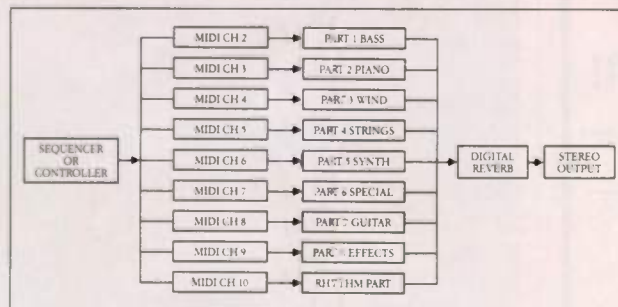 MIDI CH 2
PART 1 BASS
MIDI CH 3
PART 2 PIANO
MIDI CH 4
PART 3 WIND
MIDI CH 5
PART 4 STRINGS
SEQUENCER
OR
CONTROLLER
MIDI CH 6
PART 5 SYNTH
DIGITAL
REVERB
STEREO
OUTPUT
MIDI CH 7
PART 6 SPECIAL
MIDI CH 8
PART 7 GUITAR
MIDI CH 9
PART 8 EFFECTS
MIDI CH 10
RHYTHM PART